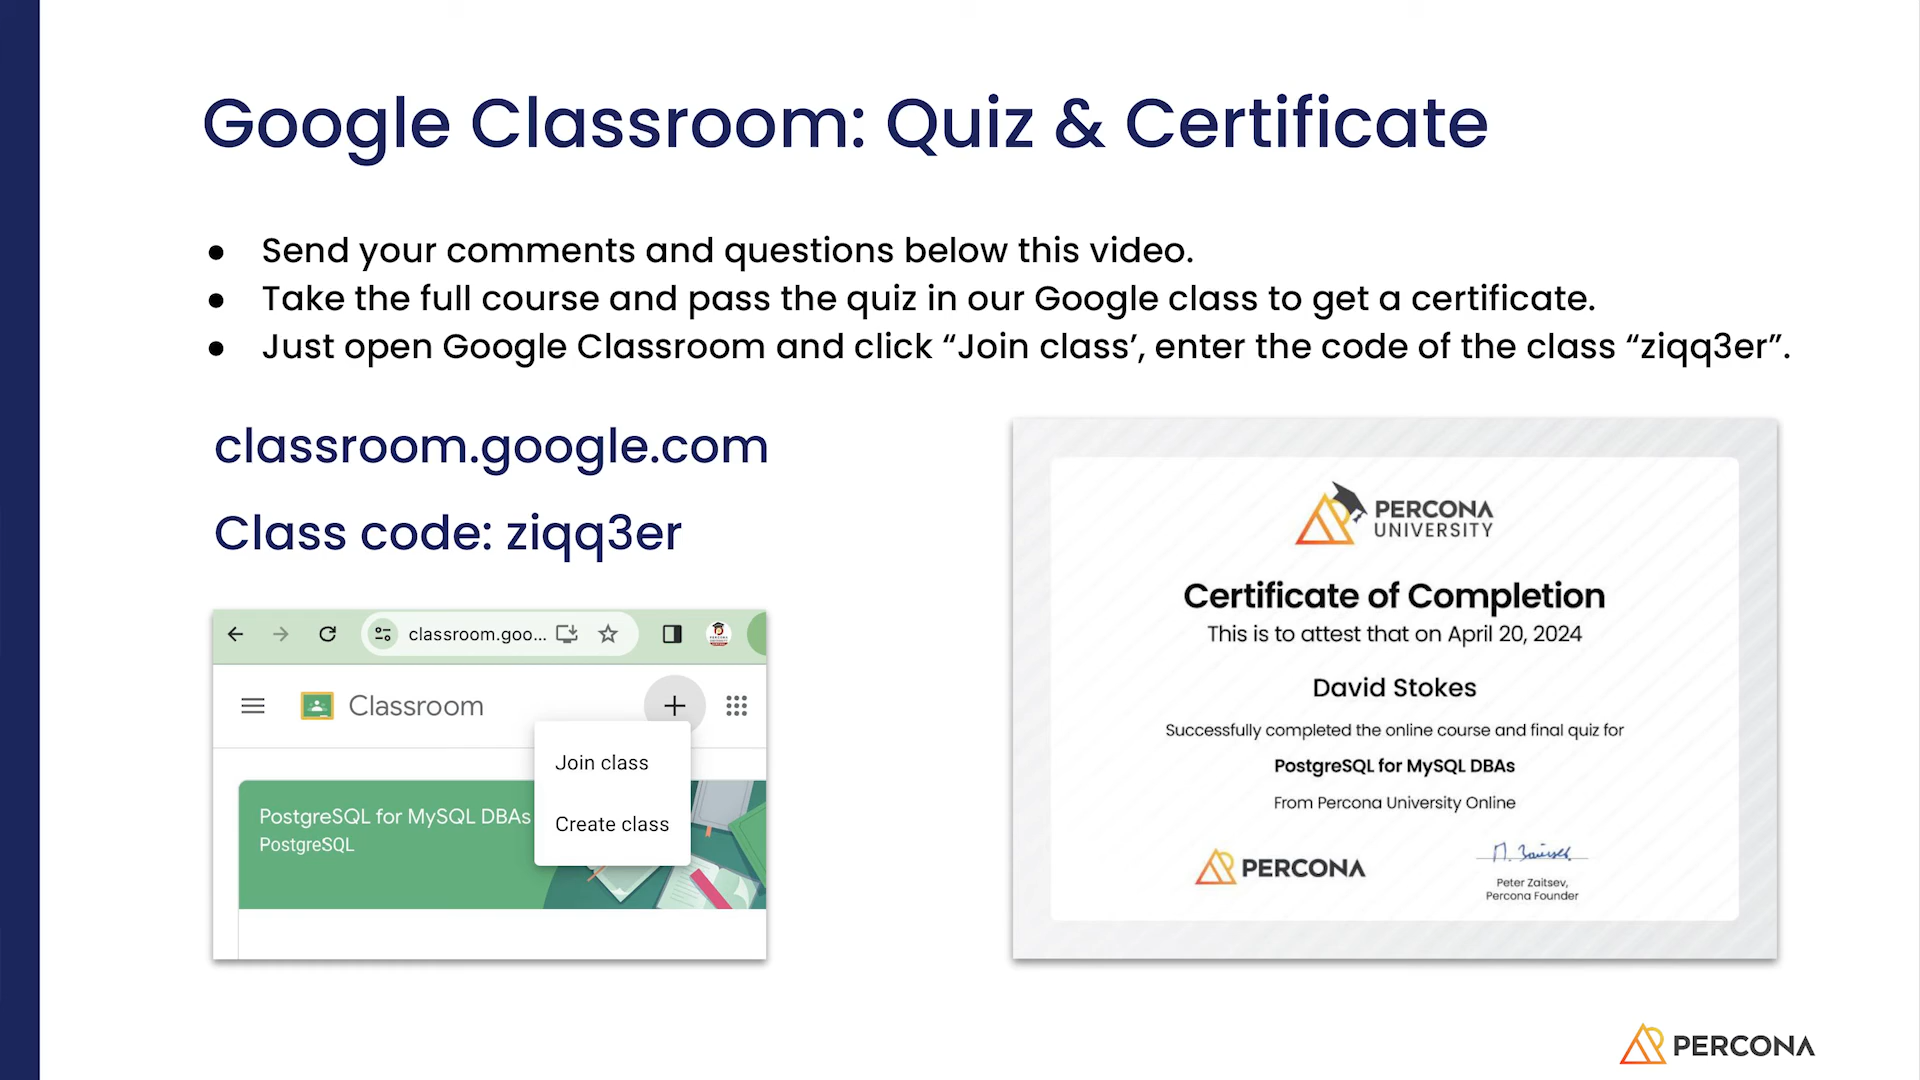 Google Classroom: Quiz & Certificate
● Send your comments and questions below this video.
● Take the full course and pass the quiz in our Google class to get a certificate.
● Just open Google Classroom and click “Join class’, enter the code of the class “ziqq3er”.
classroom.google.com
Class code: ziqq3er
classroom.goo...
Classroom
Join class
Create class
PostgreSQL for MySQL DBAs
PostgreSQL
PERCONA
UNIVERSITY
Certificate of Completion
This is to attest that on April 20, 2024
David Stokes
Successfully completed the online course and final quiz for
PostgreSQL for MySQL DBAs
From Percona University Online
PERCONA
Peter Zaitsev,
Percona Founder
PERCONA